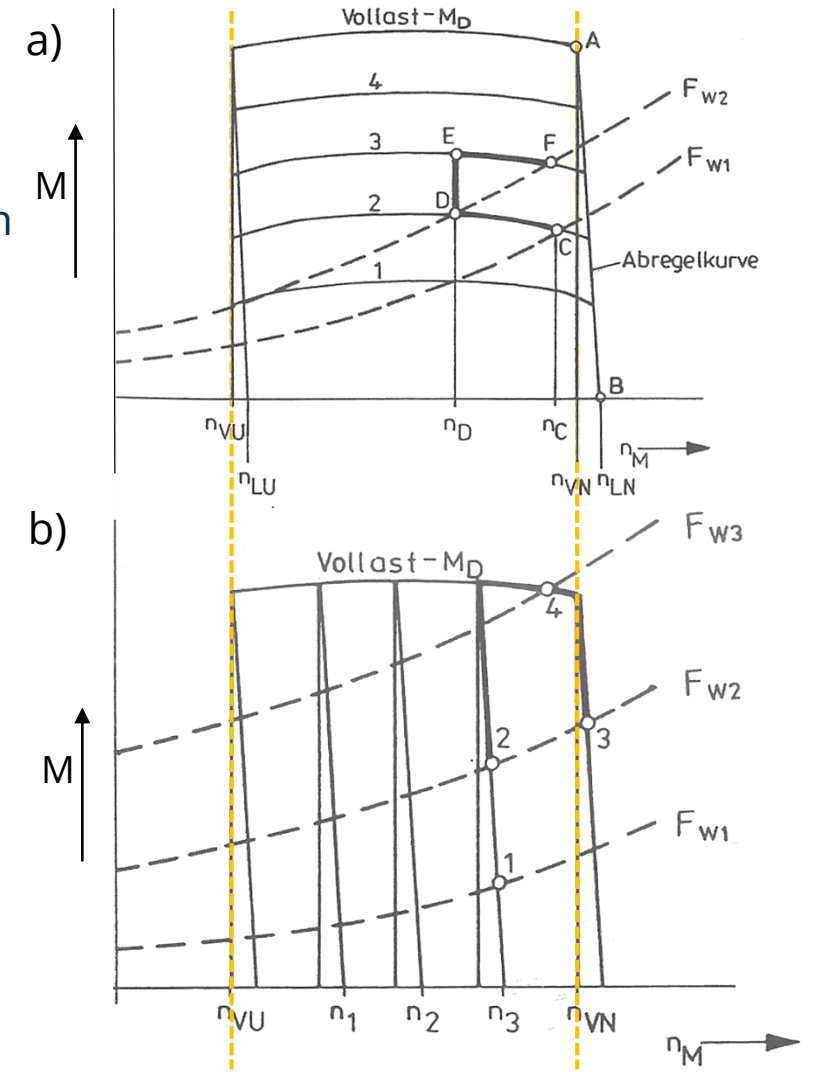 a)
Vollast-M_D
A
4
F_W2
3
E
F
F_W1
M
n
2
D
C
1
Abregelkurve
B
n_VU
n_D
n_C
n_M
n_LU
n_VN
n_LN
b)
F_W3
Vollast-M_D
4
F_W2
2
3
M
F_W1
1
n_VU
n_1
n_2
n_3
n_VN
n_M